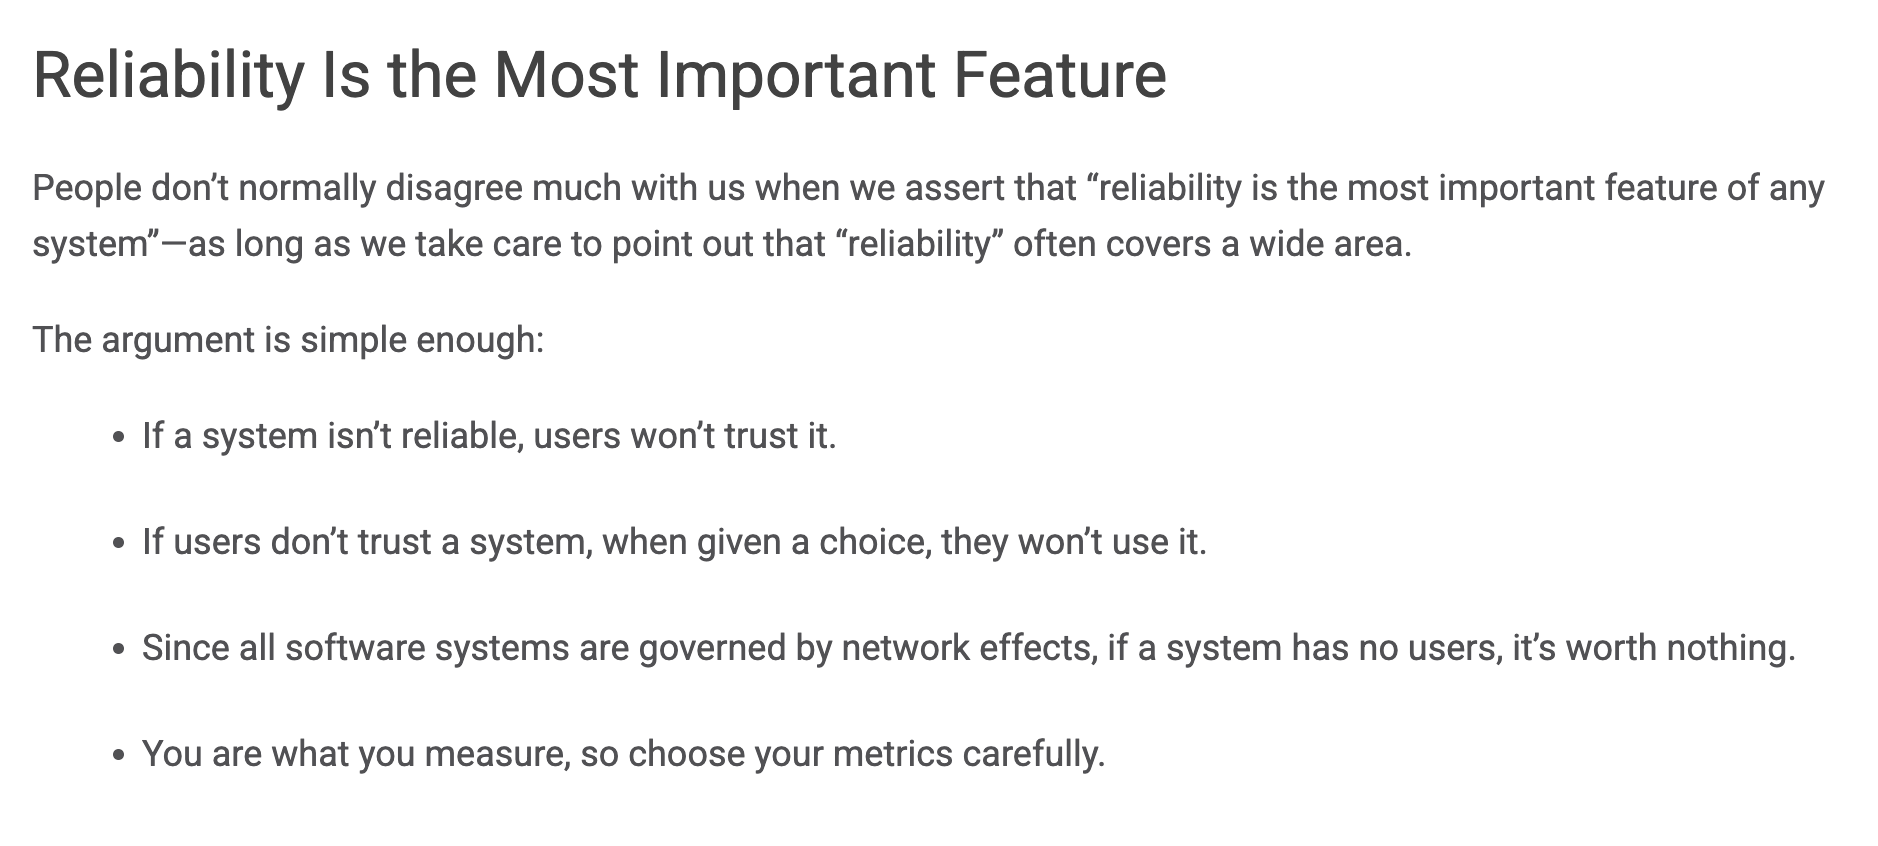 Reliability Is the Most Important Feature
People don’t normally disagree much with us when we assert that “reliability is the most important feature of any
system”—as long as we take care to point out that “reliability” often covers a wide area.
The argument is simple enough:
• If a system isn’t reliable, users won’t trust it.
• If users don’t trust a system, when given a choice, they won’t use it.
• Since all software systems are governed by network effects, if a system has no users, it’s worth nothing.
• You are what you measure, so choose your metrics carefully.